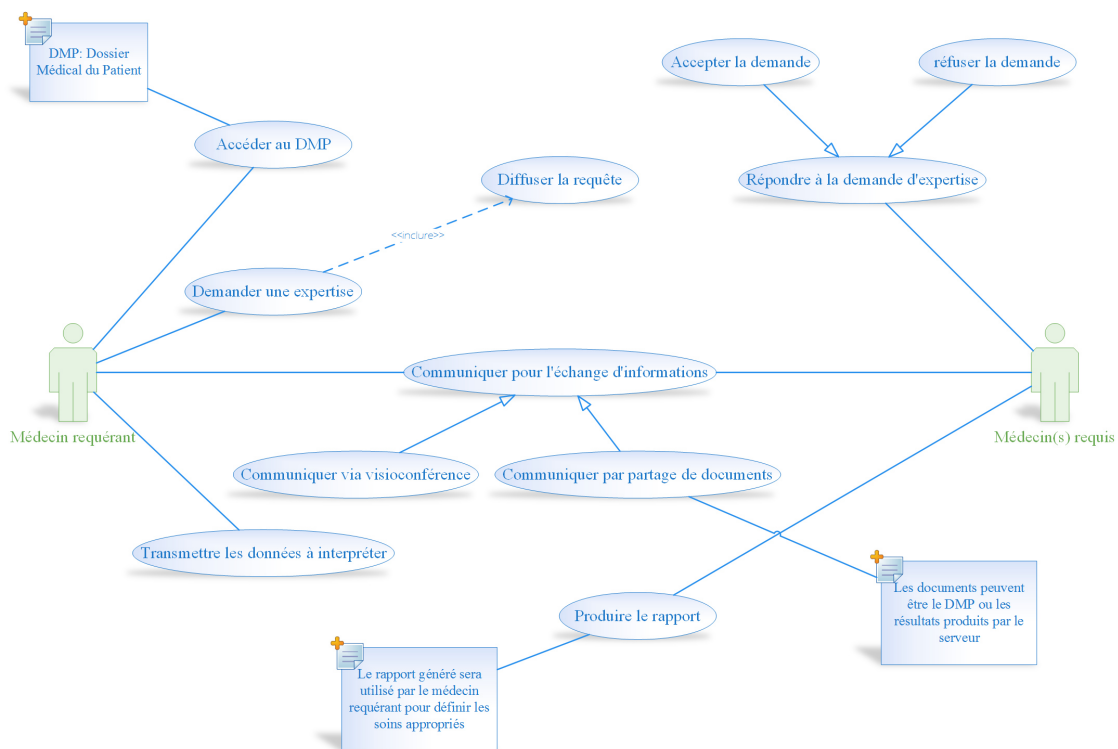 DMP: Dossier
Médical du Patient
Accepter la demande
réfuser la demande
Accéder au DMP
Diffuser la requête
Répondre à la demande d'expertise
<<inclure>>
Demander une expertise
Communiquer pour l'échange d'informations
Médecin requérant
Médecin(s) requis
Communiquer via visioconférence
Communiquer par partage de documents
Transmettre les données à interpréter
Les documents peuvent
être le DMP ou les
résultats produits par le
serveur
Produire le rapport
Le rapport généré sera
utilisé par le médecin
requérant pour définir les
soins appropriés